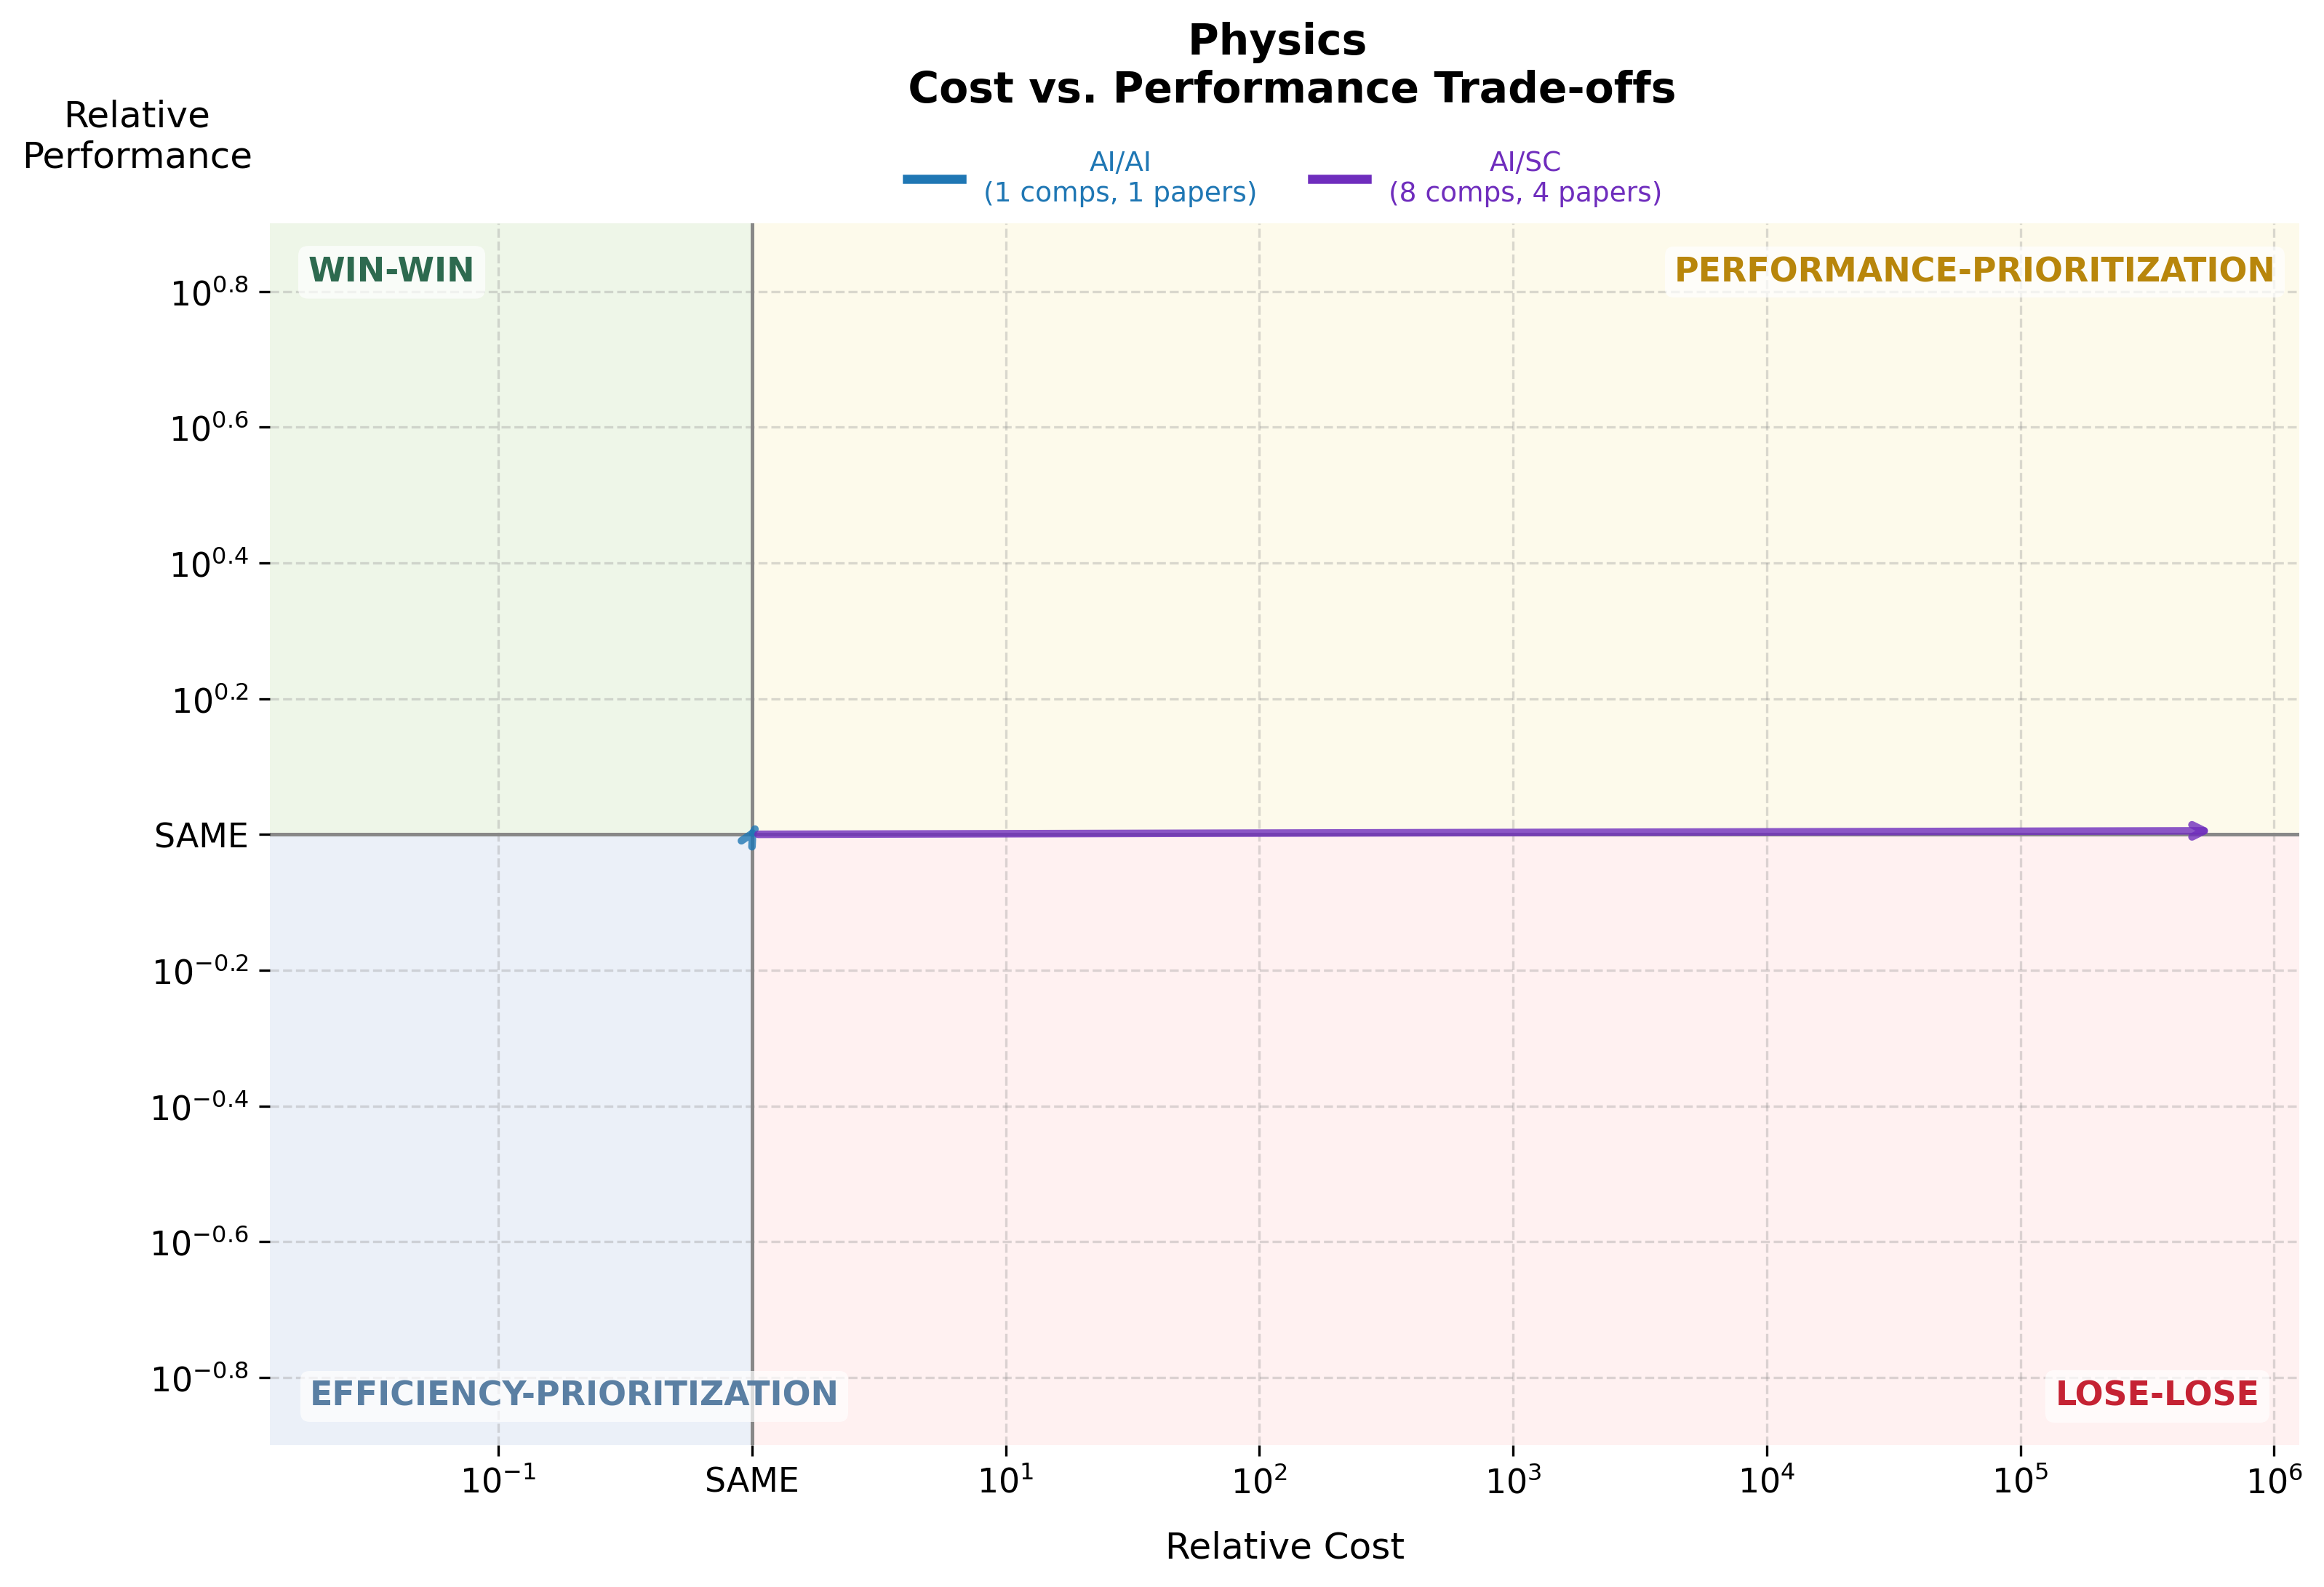 Physics
Cost vs. Performance Trade-offs
Relative
Performance
AI/AI
(1 comps, 1 papers)
AI/SC
(8 comps, 4 papers)
WIN-WIN
PERFORMANCE-PRIORITIZATION
10^0.8
10^0.6
10^0.4
10^0.2
SAME
10^−0.2
10^−0.4
10^−0.6
10^−0.8
EFFICIENCY-PRIORITIZATION
LOSE-LOSE
10^−1 SAME 10^1 10^2 10^3 10^4 10^5 10^6
Relative Cost